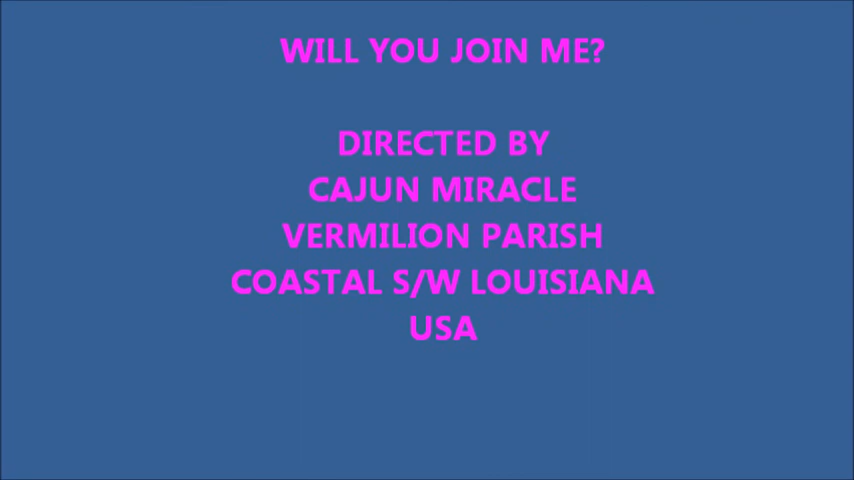 WILL YOU JOIN ME?
DIRECTED BY
CAJUN MIRACLE
VERMILION PARISH
COASTAL S/W LOUISIANA
USA